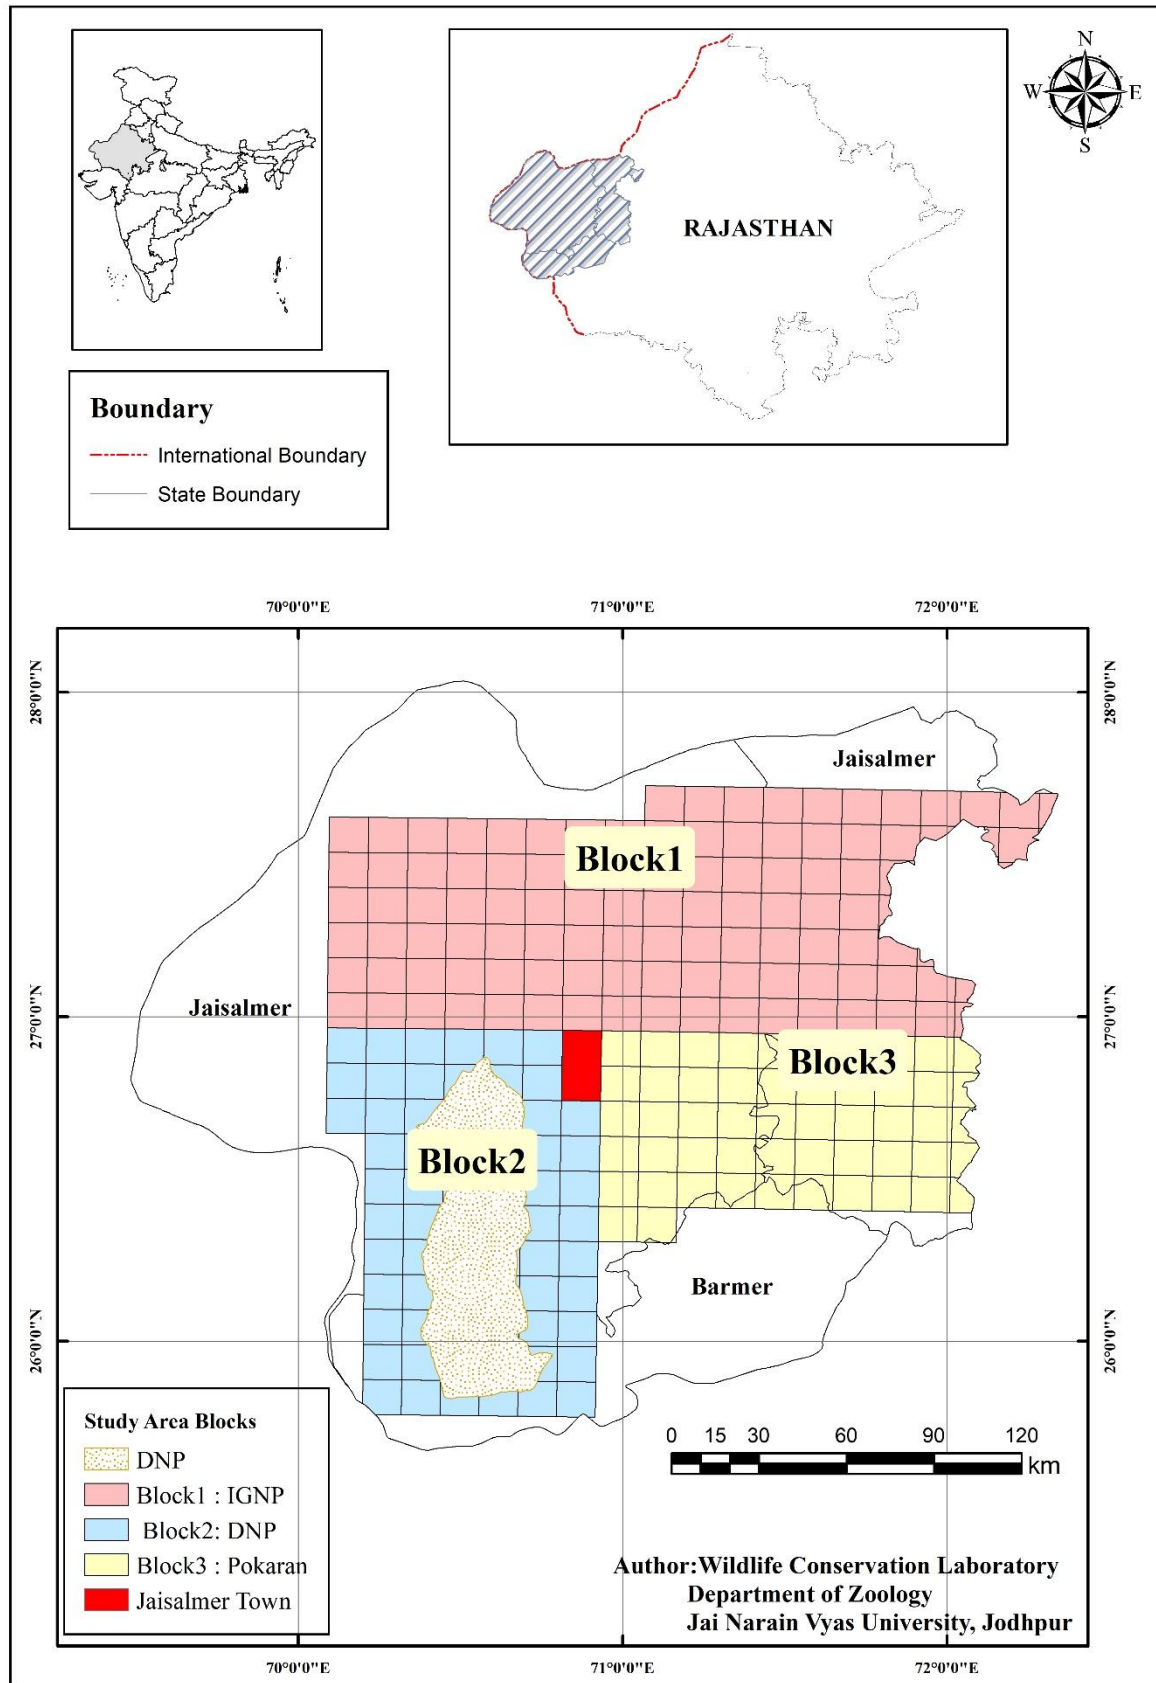 N
W E
S
RAJASTHAN
Boundary
International Boundary
State Boundary
70°0'0"E 71°0'0"E 72°0'0"E
28°0'0"N 28°0'0"N
Jaisalmer
Block1
Jaisalmer
27°0'0"N 27°0'0"N
Block3
Block2
Barmer
26°0'0"N 26°0'0"N
Study Area Blocks
DNP
Block1 : IGNP
Block2: DNP
Block3 : Pokaran
Jaisalmer Town
0 15 30 60 90 120
km
Author:Wildlife Conservation Laboratory
Department of Zoology
Jai Narain Vyas University, Jodhpur
70°0'0"E 71°0'0"E 72°0'0"E